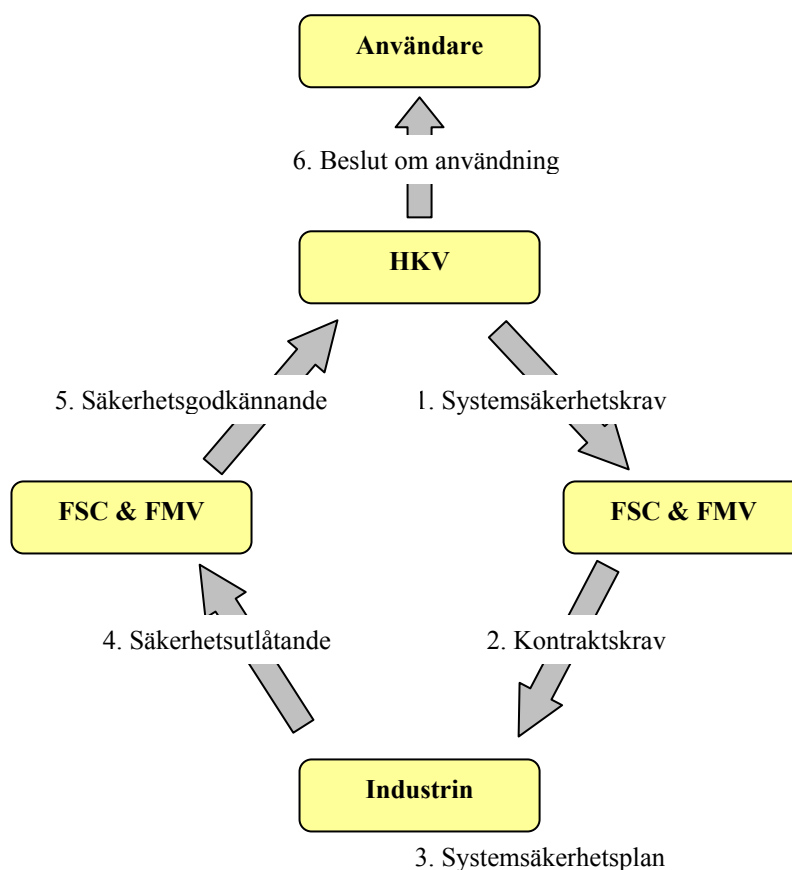 Användare
6. Beslut om användning
HKV
5. Säkerhetsgodkännande
1. Systemsäkerhetskrav
FSC & FMV
FSC & FMV
4. Säkerhetsutlåtande
2. Kontraktskrav
Industrin
3. Systemsäkerhetsplan